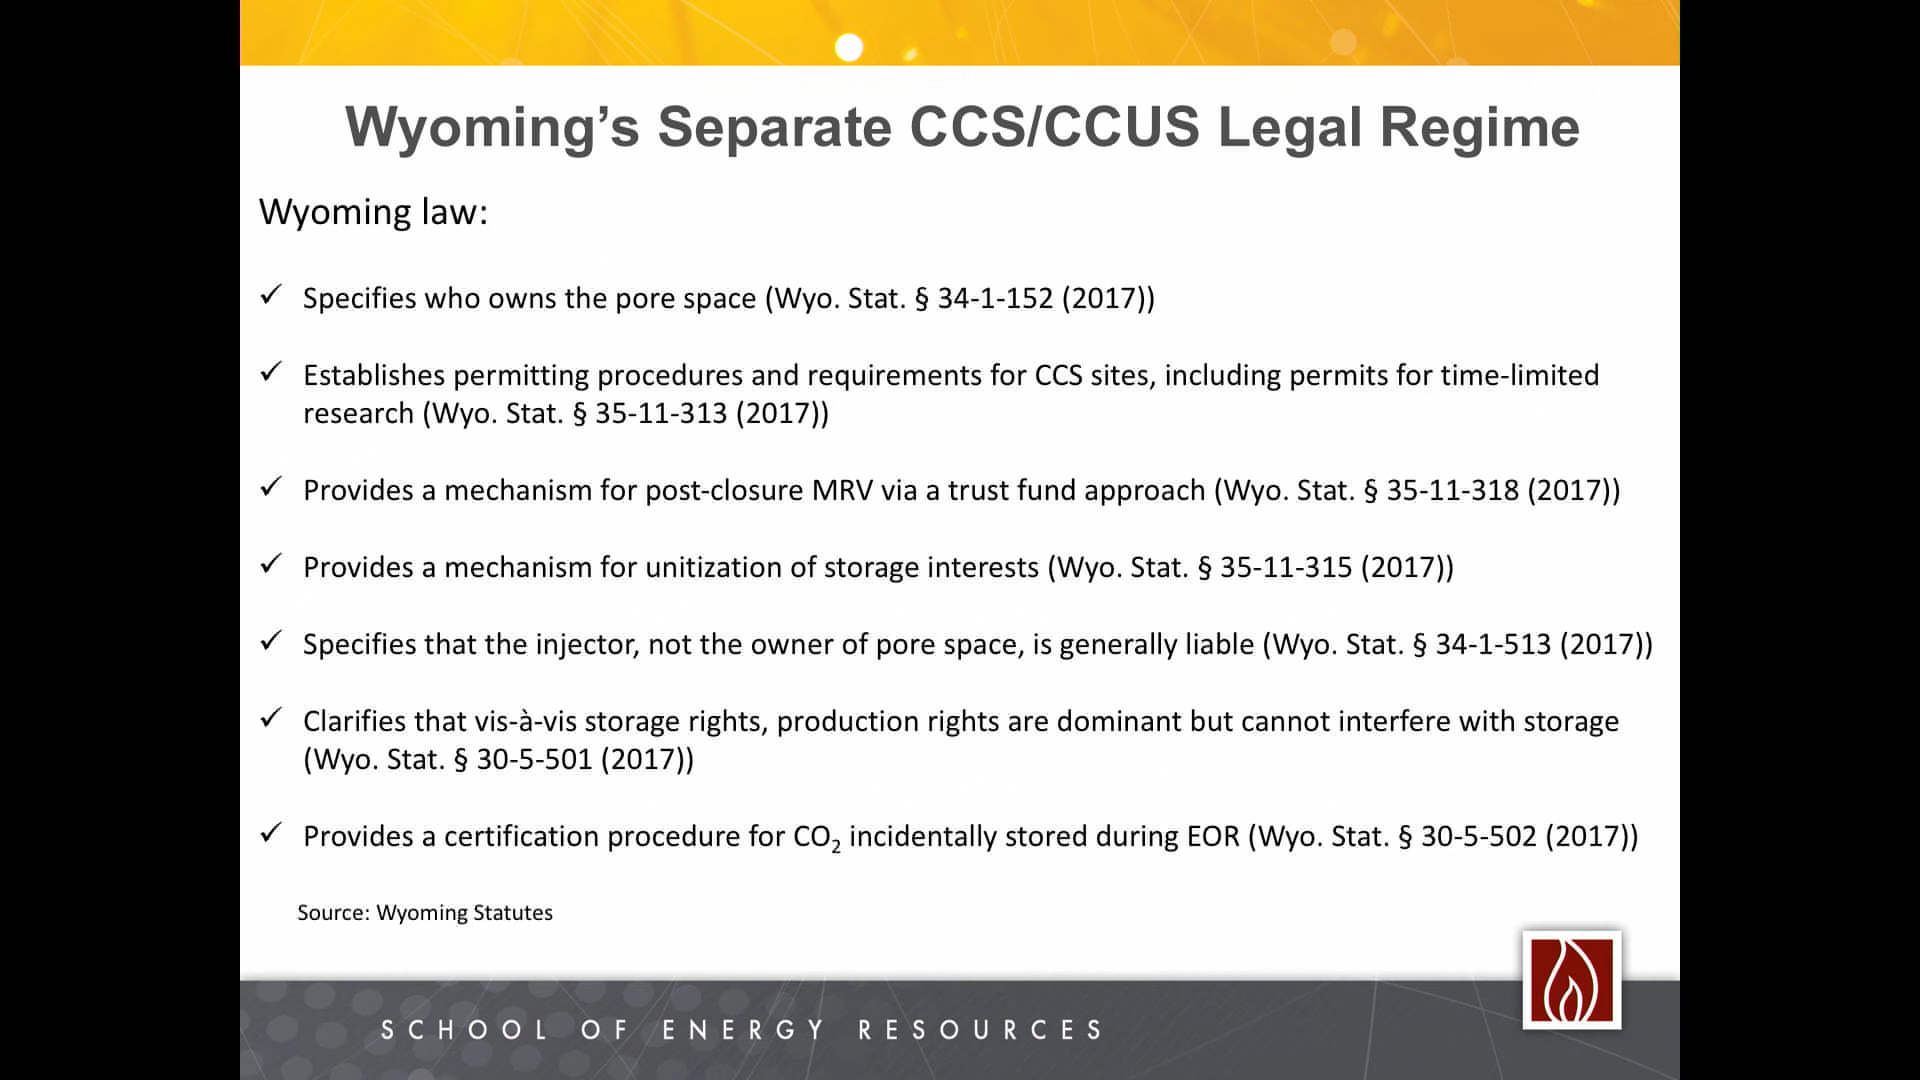 Wyoming’s Separate CCS/CCUS Legal Regime
Wyoming law:
✓ Specifies who owns the pore space (Wyo. Stat. § 34-1-152 (2017))
✓ Establishes permitting procedures and requirements for CCS sites, including permits for time-limited
research (Wyo. Stat. § 35-11-313 (2017))
✓ Provides a mechanism for post-closure MRV via a trust fund approach (Wyo. Stat. § 35-11-318 (2017))
✓ Provides a mechanism for unitization of storage interests (Wyo. Stat. § 35-11-315 (2017))
✓ Specifies that the injector, not the owner of pore space, is generally liable (Wyo. Stat. § 34-1-513 (2017))
✓ Clarifies that vis-à-vis storage rights, production rights are dominant but cannot interfere with storage
(Wyo. Stat. § 30-5-501 (2017))
✓ Provides a certification procedure for CO₂ incidentally stored during EOR (Wyo. Stat. § 30-5-502 (2017))
Source: Wyoming Statutes
SCHOOL OF ENERGY RESOURCES